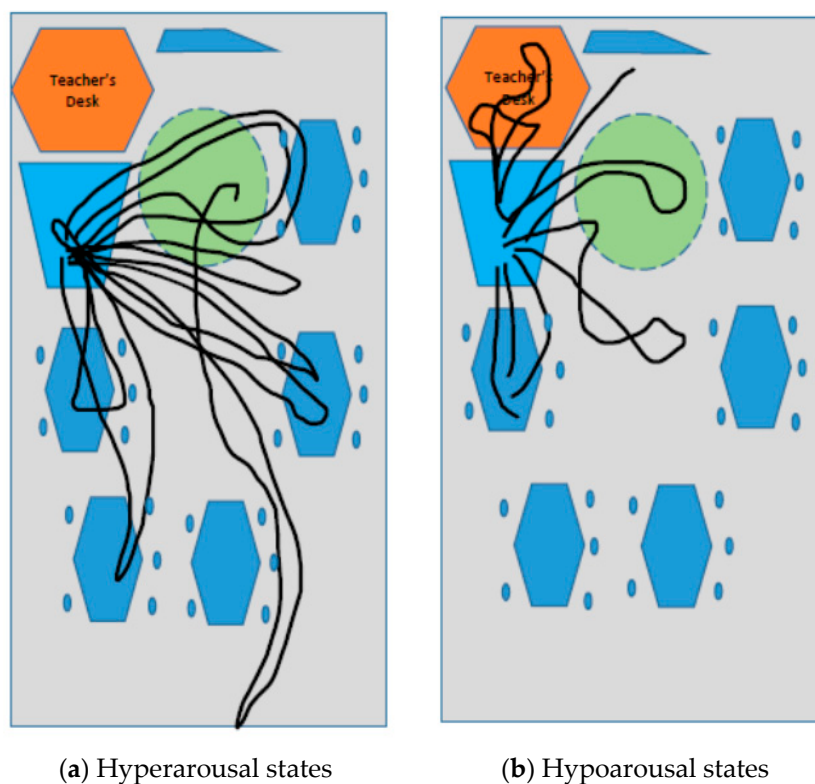 Teacher's
Desk
Teacher's
Desk
(a) Hyperarousal states
(b) Hypoarousal states